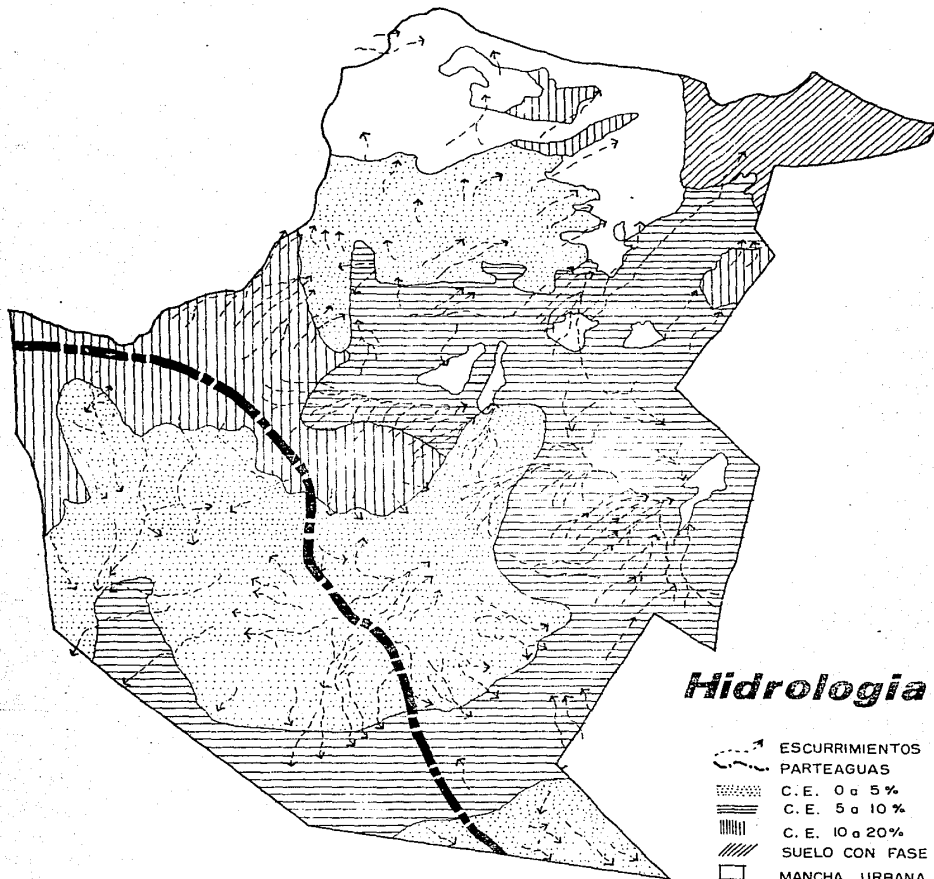 Hidrologia
ESCURRIMIENTOS
PARTEAGUAS
C.E. 0 a 5%
C.E. 5 a 10%
C.E. 10 a 20%
SUELO CON FASE
MANCHA URBANA